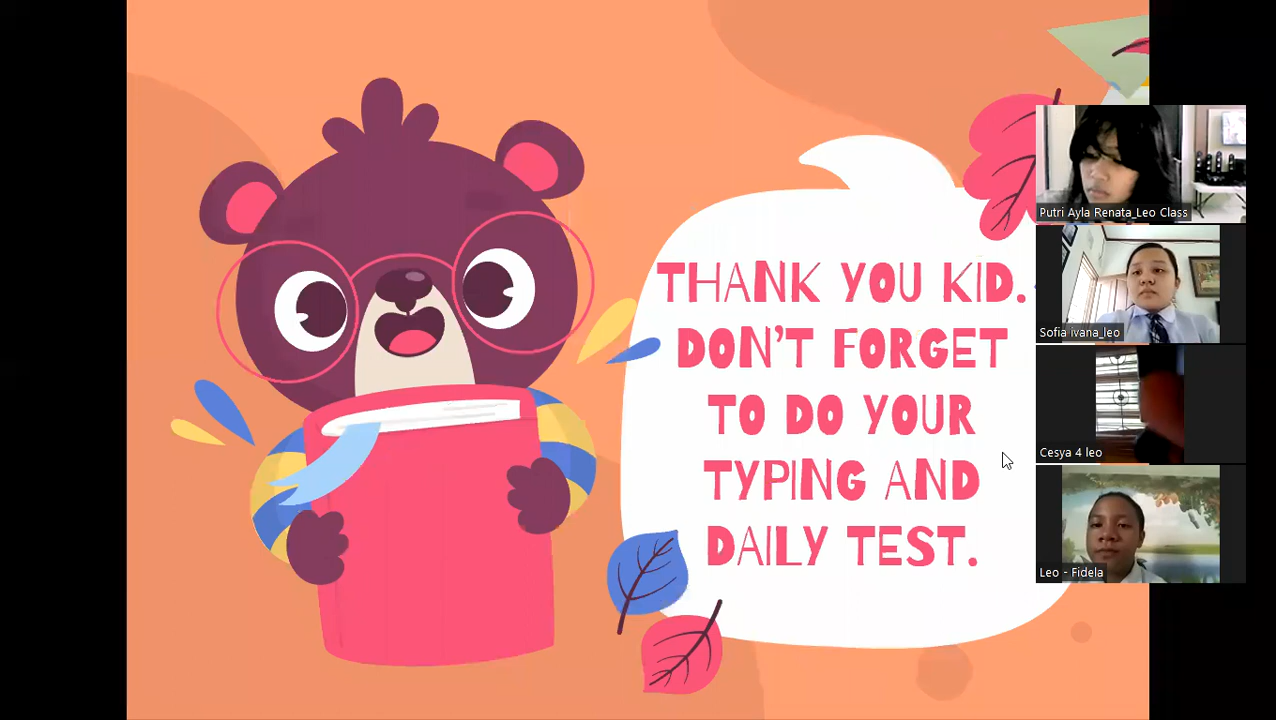 THANK YOU KID.
DON'T FORGET
TO DO YOUR
TYPING AND
DAILY TEST.
Putri Ayla Renata_Leo Class
Sofia ivana_leo
Cesya 4 leo
Leo - Fidela